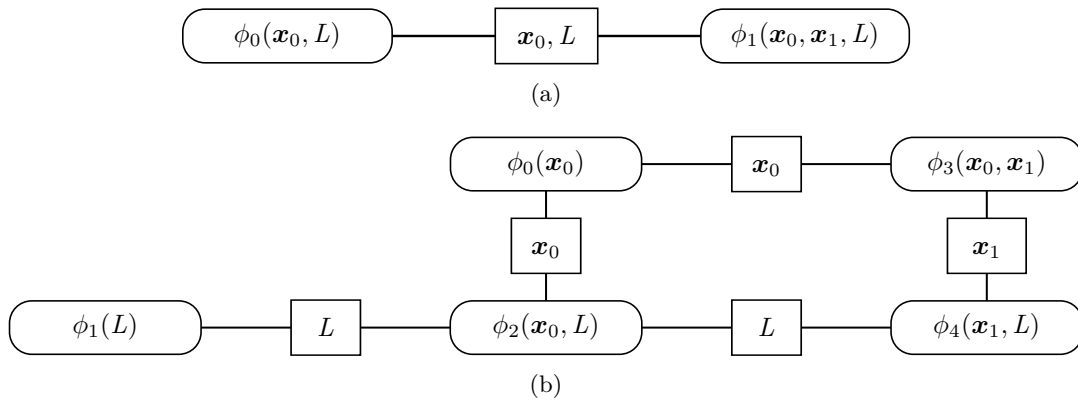 ϕ₀(𝒙₀, L) 𝒙₀, L ϕ₁(𝒙₀, 𝒙₁, L)
(a)
ϕ₀(𝒙₀) 𝒙₀ ϕ₃(𝒙₀, 𝒙₁)
𝒙₀ 𝒙₁
ϕ₁(L) L ϕ₂(𝒙₀, L) L ϕ₄(𝒙₁, L)
(b)